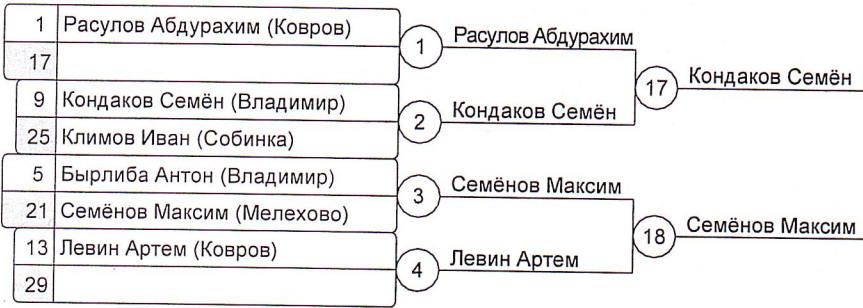 1 Расулов Абдурахим (Ковров)
17
1
Расулов Абдурахим
9 Кондаков Семён (Владимир)
25 Климов Иван (Собинка)
2
Кондаков Семён
17
Кондаков Семён
5 Бырлиба Антон (Владимир)
21 Семёнов Максим (Мелехово)
3
Семёнов Максим
13 Левин Артем (Ковров)
29
4
Левин Артем
18
Семёнов Максим